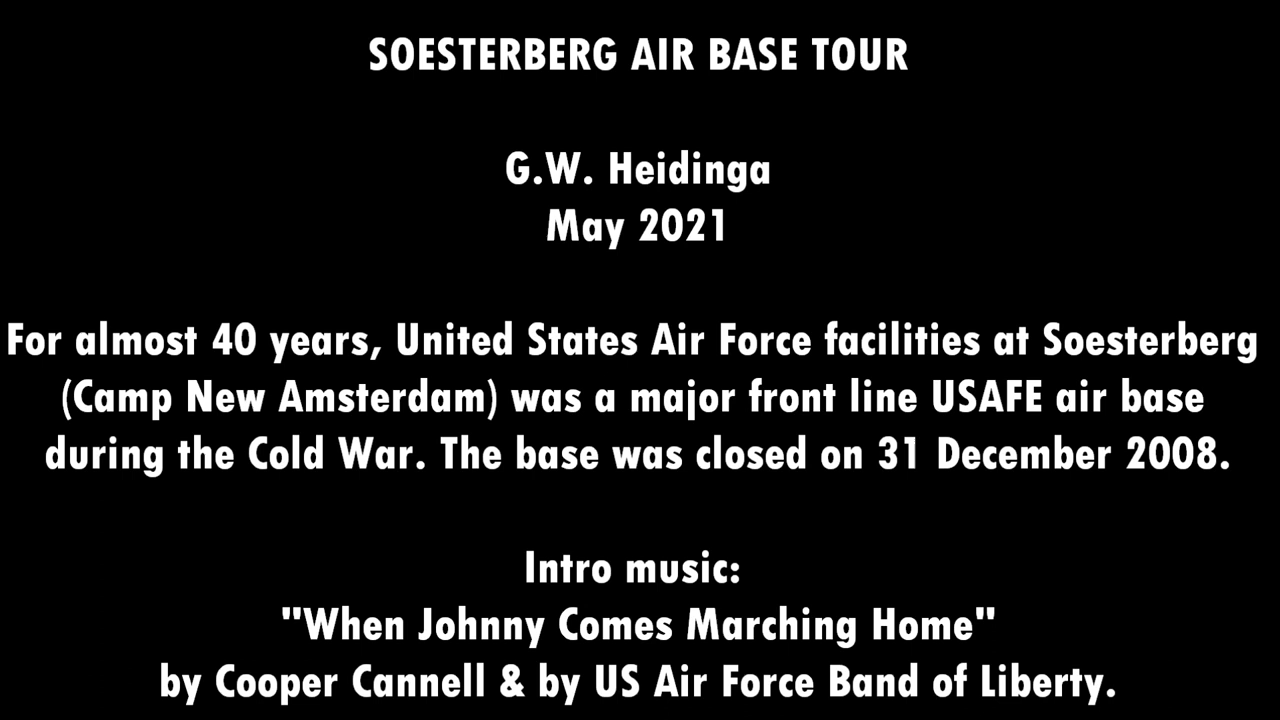 SOESTERBERG AIR BASE TOUR
G.W. Heidinga
May 2021
For almost 40 years, United States Air Force facilities at Soesterberg
(Camp New Amsterdam) was a major front line USAFE air base
during the Cold War. The base was closed on 31 December 2008.
Intro music:
"When Johnny Comes Marching Home"
by Cooper Cannell & by US Air Force Band of Liberty.